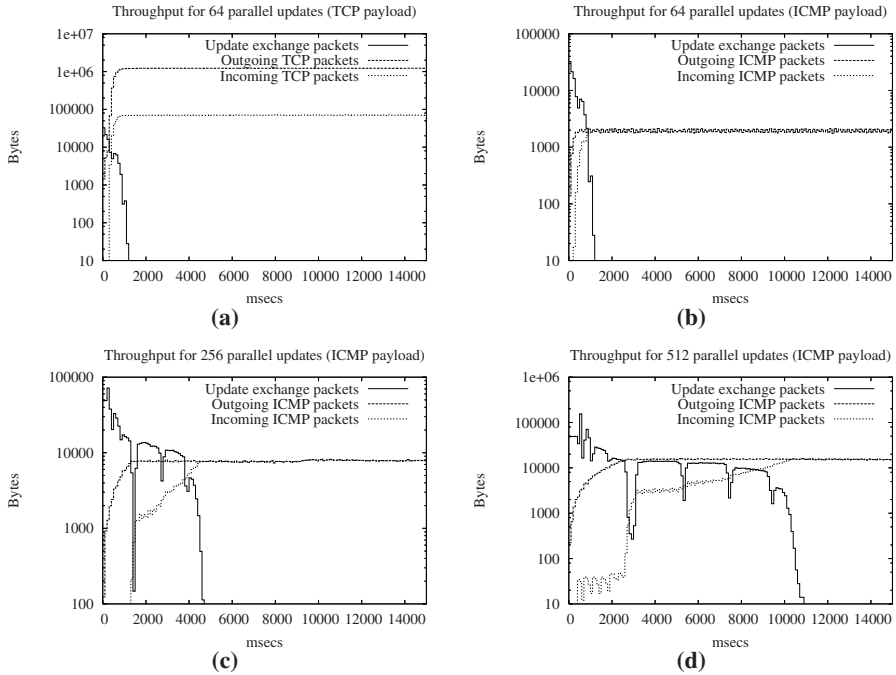 Throughput for 64 parallel updates (TCP payload)
1e+07
1e+06
100000
10000
1000
100
10
Bytes
Update exchange packets
Outgoing TCP packets
Incoming TCP packets
0 2000 4000 6000 8000 10000 12000 14000
msecs
(a)
Throughput for 64 parallel updates (ICMP payload)
100000
10000
1000
100
10
Bytes
Update exchange packets
Outgoing ICMP packets
Incoming ICMP packets
0 2000 4000 6000 8000 10000 12000 14000
msecs
(b)
Throughput for 256 parallel updates (ICMP payload)
100000
10000
1000
100
Bytes
Update exchange packets
Outgoing ICMP packets
Incoming ICMP packets
0 2000 4000 6000 8000 10000 12000 14000
msecs
(c)
Throughput for 512 parallel updates (ICMP payload)
1e+06
100000
10000
1000
100
10
Bytes
Update exchange packets
Outgoing ICMP packets
Incoming ICMP packets
0 2000 4000 6000 8000 10000 12000 14000
msecs
(d)